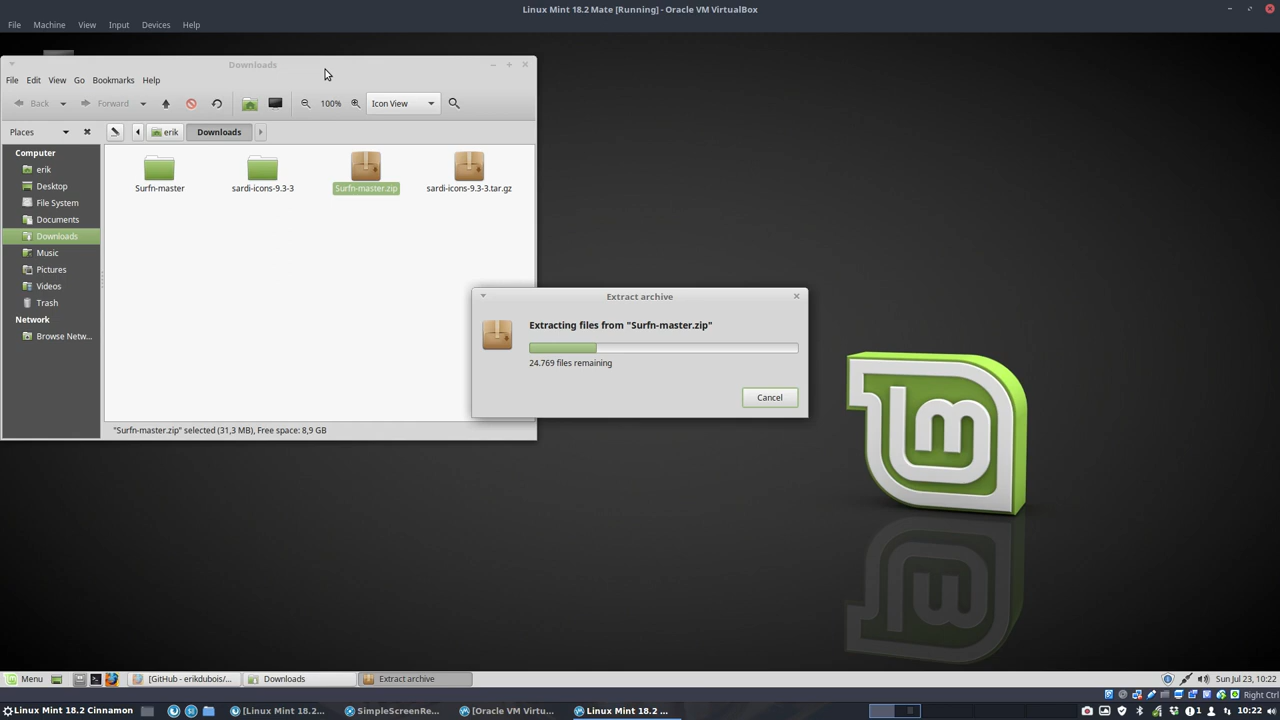 Linux Mint 18.2 Mate [Running] - Oracle VM VirtualBox
File Machine View Input Devices Help
Downloads
File Edit View Go Bookmarks Help
Back Forward 100% Icon View
Places erik Downloads
Computer
erik
Desktop
File System
Documents
Downloads
Music
Pictures
Videos
Trash
Network
Browse Netw...
Surfn-master sardi-icons-9.3-3 Surfn-master.zip sardi-icons-9.3-3.tar.gz
"Surfn-master.zip" selected (31,3 MB), Free space: 8,9 GB
Extract archive
Extracting files from "Surfn-master.zip"
24.769 files remaining
Cancel
lm
Menu [GitHub - erikdubois/... Downloads Extract archive Sun Jul 23, 10:22
Right Ctrl
Linux Mint 18.2 Cinnamon [Linux Mint 18.2... SimpleScreenRe... [Oracle VM Virtu... Linux Mint 18.2 ... 1 10:22